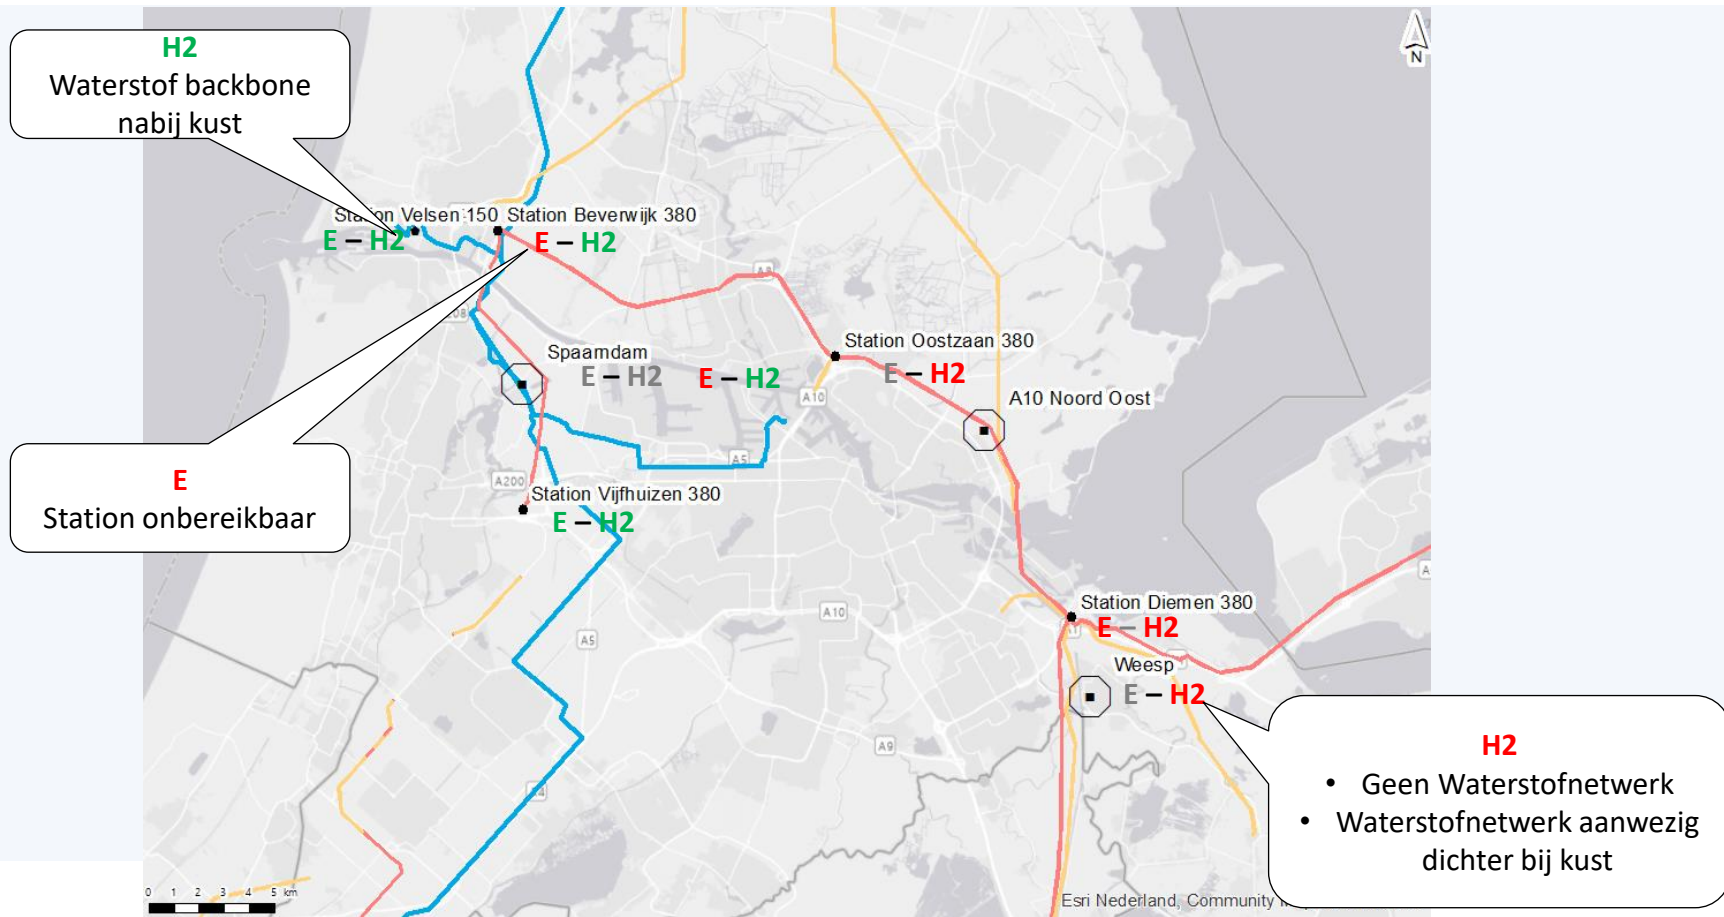 H2
Waterstof backbone
nabij kust
N
Station Velsen 150
Station Beverwijk 380
E – H2
E – H2
A8
208
Station Oostzaan 380
Spaarndam
E – H2
E – H2
E – H2
A10
A10 Noord Oost
E
Station onbereikbaar
A5
A200
Station Vijfhuizen 380
E – H2
Station Diemen 380
A10
E – H2
A5
Weesp
E – H2
H2
• Geen Waterstofnetwerk
• Waterstofnetwerk aanwezig
dichter bij kust
A9
0 1 2 3 4 5 km
Esri Nederland, Community